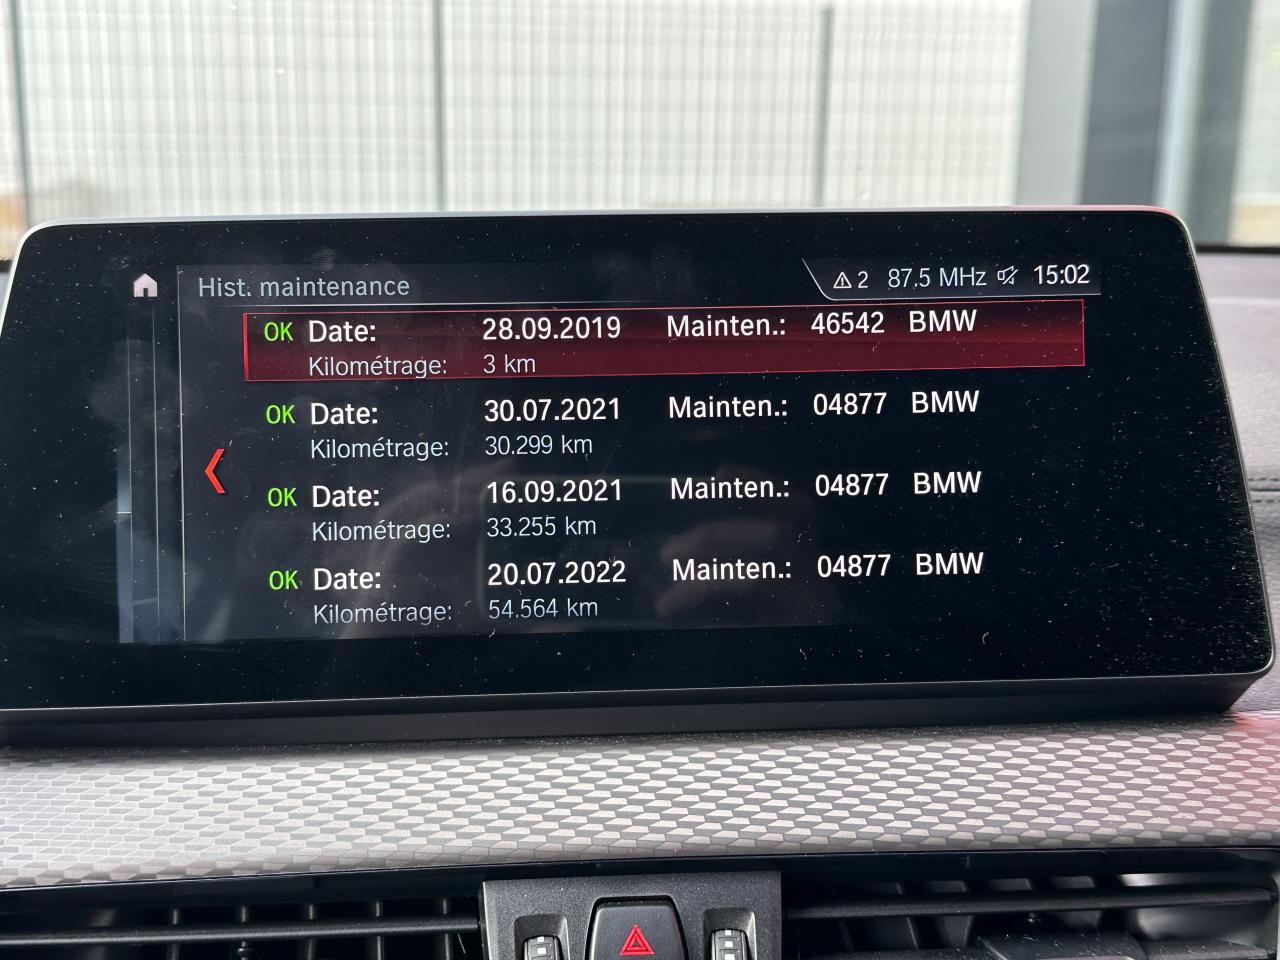 Hist. maintenance 2 87.5 MHz 15:02
OK Date: 28.09.2019 Mainten.: 46542 BMW
Kilométrage: 3 km
OK Date: 30.07.2021 Mainten.: 04877 BMW
Kilométrage: 30.299 km
OK Date: 16.09.2021 Mainten.: 04877 BMW
Kilométrage: 33.255 km
OK Date: 20.07.2022 Mainten.: 04877 BMW
Kilométrage: 54.564 km